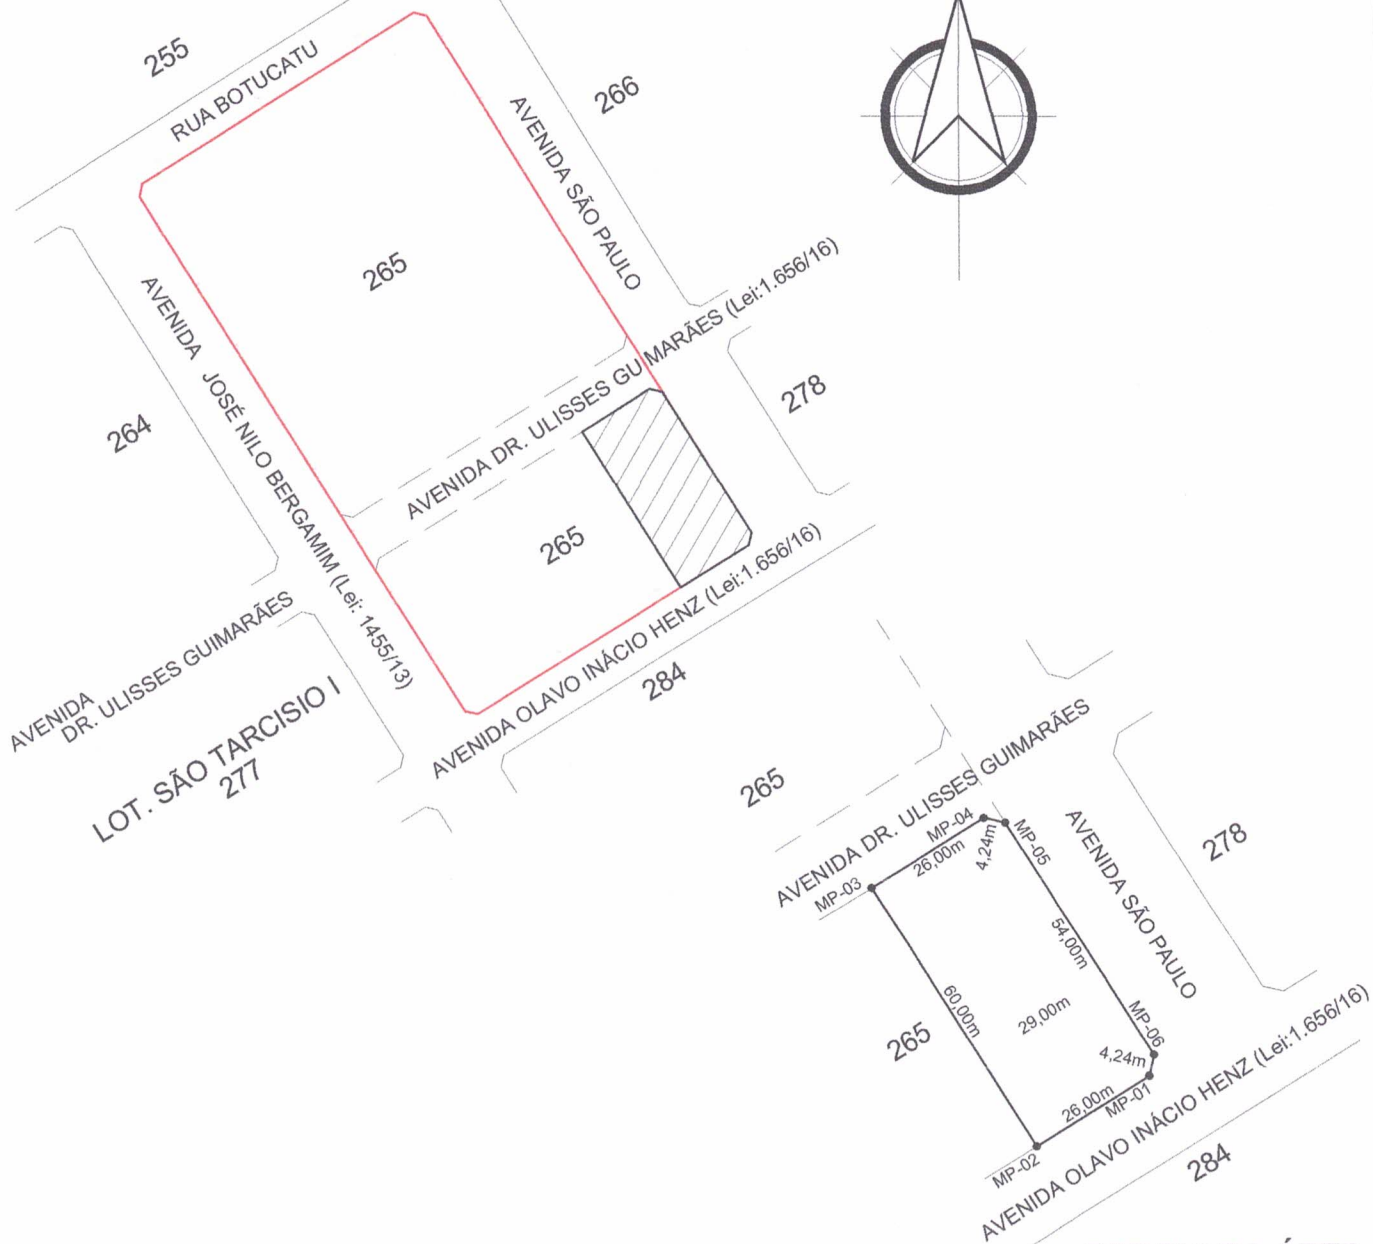 255
RUA BOTUCATU
266
AVENIDA SÃO PAULO
265
AVENIDA JOSÉ NILO BERGAMIM (Lei: 1455/13)
264
AVENIDA DR. ULISSES GUIMARÃES (Lei:1.656/16)
278
265
AVENIDA OLAVO INÁCIO HENZ (Lei:1.656/16)
284
AVENIDA
DR. ULISSES GUIMARÃES
LOT. SÃO TARCISIO I
277
265
AVENIDA DR. ULISSES GUIMARÃES
MP-04
MP-05
26,00m
4,24m
MP-03
AVENIDA SÃO PAULO
278
54,00m
60,00m
29,00m
265
MP-06
4,24m
26,00m
MP-01
MP-02
AVENIDA OLAVO INÁCIO HENZ (Lei:1.656/16)
284